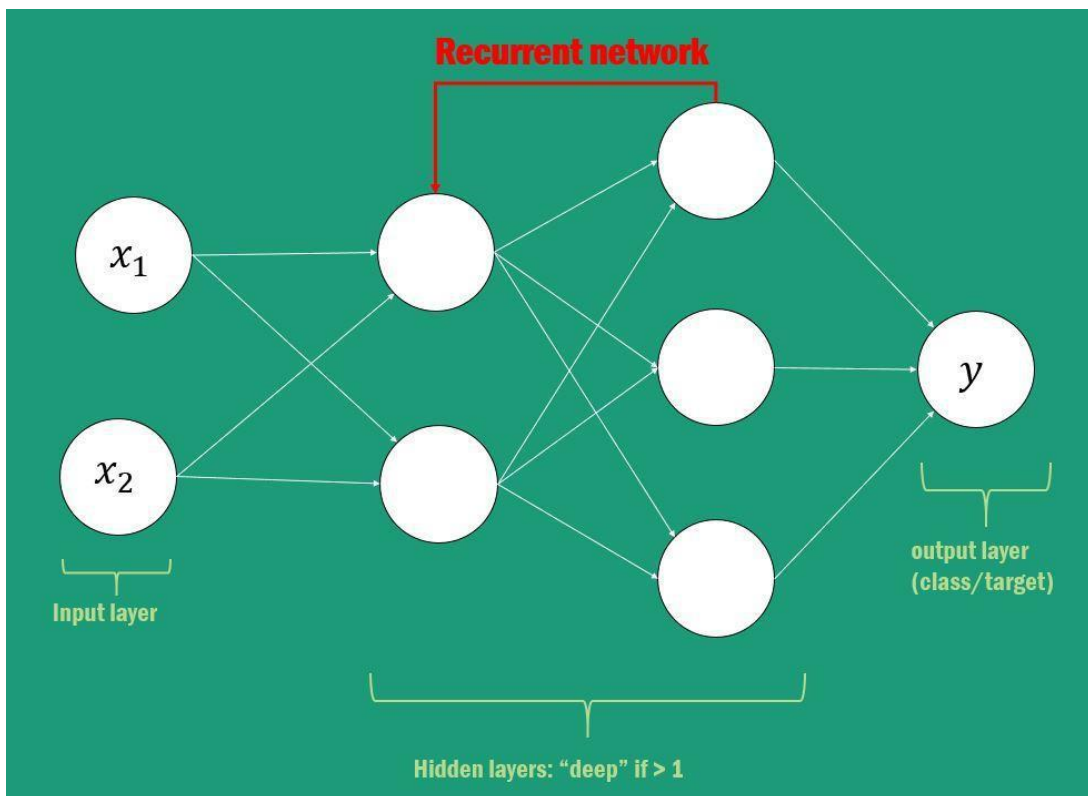 Recurrent network
x₁
x₂
y
Input layer
output layer
(class/target)
Hidden layers: “deep” if > 1